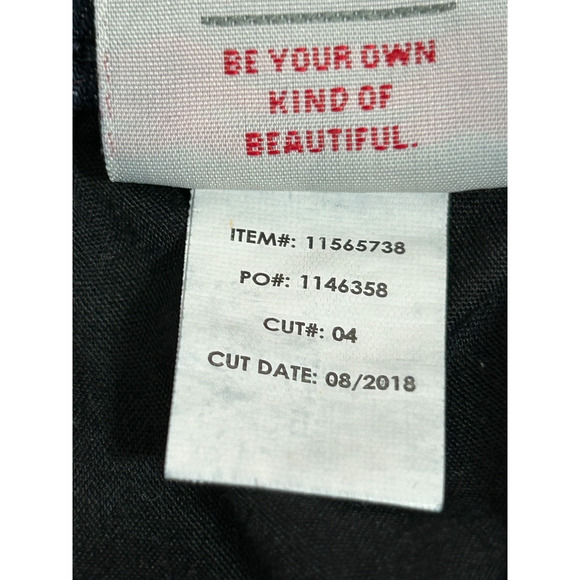 BE YOUR OWN
KIND OF
BEAUTIFUL.
ITEM#: 11565738
PO#: 1146358
CUT#: 04
CUT DATE: 08/2018